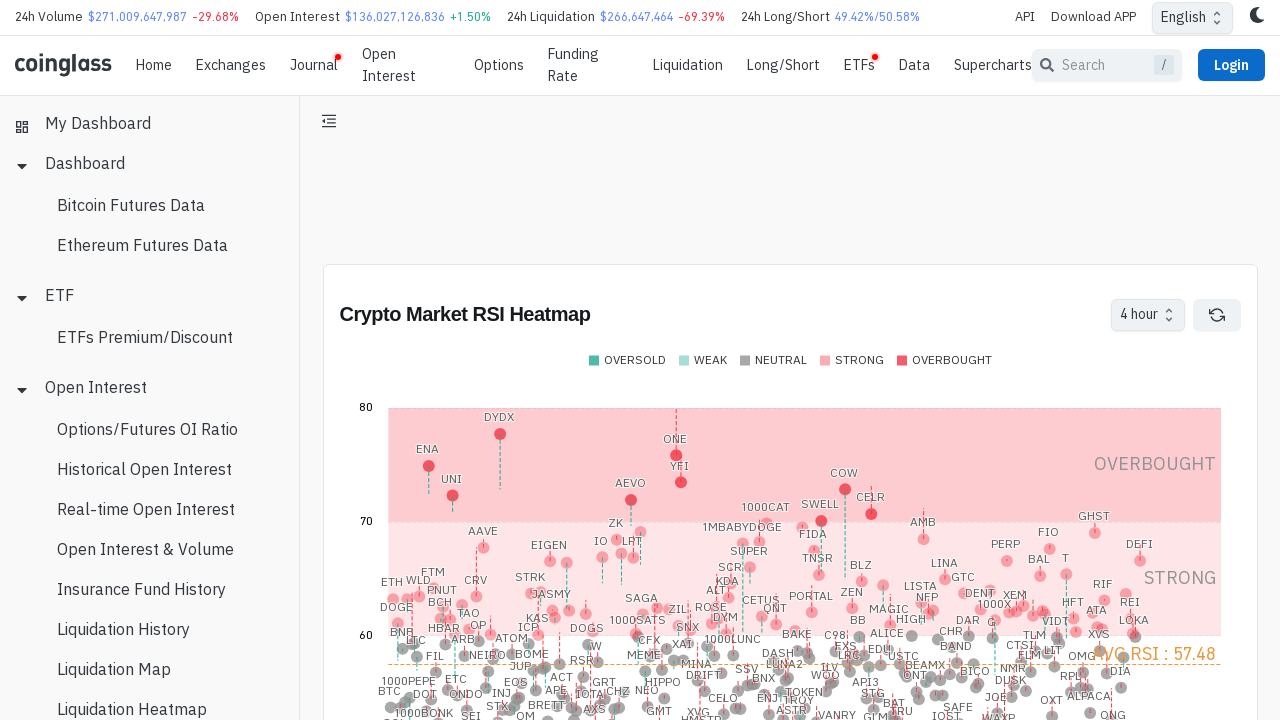 24h Volume $271,009,647,987 -29.68% Open Interest $136,027,126,836 +1.50% 24h Liquidation $266,647,464 -69.39% 24h Long/Short 49.42%/50.58% API Download APP English
coinglass Home Exchanges Journal Open Interest Options Funding Rate Liquidation Long/Short ETFs Data Supercharts Search / Login
My Dashboard
Dashboard
Bitcoin Futures Data
Ethereum Futures Data
ETF
ETFs Premium/Discount
Open Interest
Options/Futures OI Ratio
Historical Open Interest
Real-time Open Interest
Open Interest & Volume
Insurance Fund History
Liquidation History
Liquidation Map
Liquidation Heatmap
Crypto Market RSI Heatmap
4 hour
OVERSOLD WEAK NEUTRAL STRONG OVERBOUGHT
80
DYDX
ONE
ENA
YFI
OVERBOUGHT
UNI
AEVO
COW
CELR
SWELL
1000CAT
70
ZK
1MBABYDOGE
AMB
GHST
AAVE
FIDA
FIO
EIGEN
IO
LPT
SUPER
TNSR
PERP
DEFI
BAL
T
FTM
SCR
BLZ
LINA
STRONG
ETH
WLD
CRV
STRK
KDA
GTC
PNUT
ALT
LISTA
DENT
RIF
BCH
JASMY
SAGA
CETUS
PORTAL
ZEN
NFP
XEM
DOGE
TAO
ROSE
ZIL
QNT
MAGIC
1000X
HFT
REI
ATA
KAS
1000SATS
DYM
BB
HIGH
DAR
G
VIDT
LOKA
60
BNB
HBAR
OP
ICP
DOGS
SNX
BAKE
C98
ALICE
CHR
TLM
XVS
LTC
ARB
ATOM
CFX
1000LUNC
XAI
FXS
EDU
BAND
CTSI
LIT
AVG RSI : 57.48
FIL
NEIRO
BOME
W
MEME
DASH
LRC
USTC
FLM
OMG
JUP
RSR
MINA
SSV
LUNA2
ILV
BEAMX
NMR
DIA
1000PEPE
ETC
EOS
ACT
GRT
HIPPO
DRIFT
BNX
WOO
API3
ONT
BICO
DUSK
RPL
BTC
DOT
ONDO
INJ
APE
IOTA
CHZ
NEO
CELO
ENJ
TOKEN
STG
JOE
OXT
ALPACA
STX
BRETT
AXS
GMT
XVG
TROY
BAT
SAFE
1000BONK
SEI
OM
ASTR
VANRY
GLM
TRU
IOST
WAXP
ONG